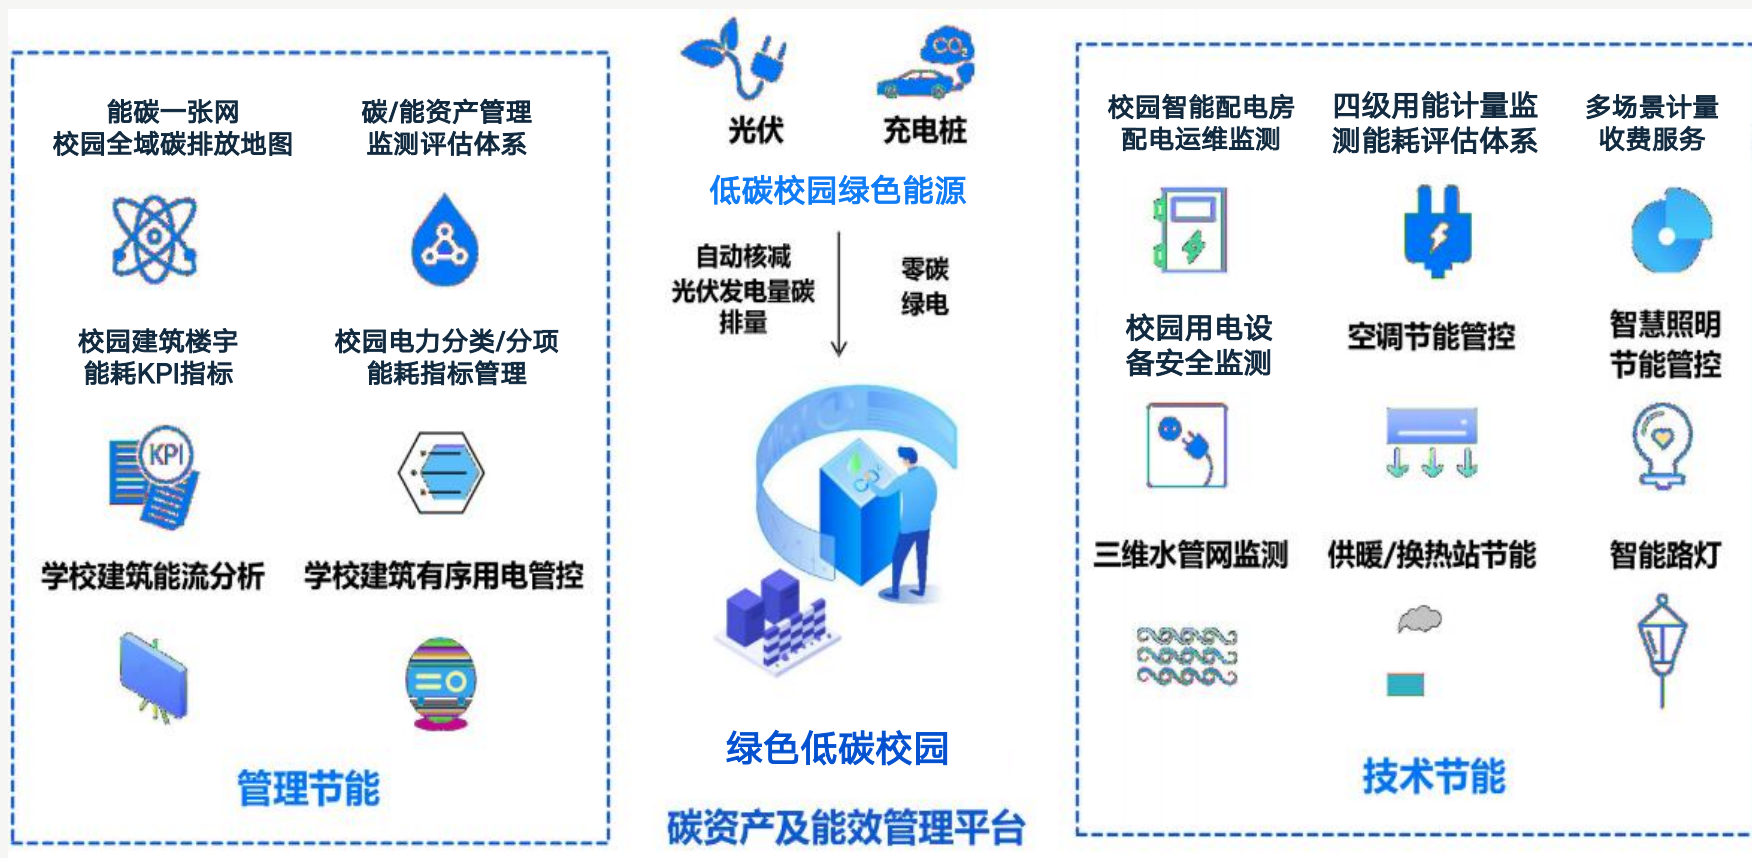 能碳一张网
校园全域碳排放地图
碳/能资产管理
监测评估体系
校园建筑楼宇
能耗KPI指标
校园电力分类/分项
能耗指标管理
KPI
学校建筑能流分析
学校建筑有序用电管控
管理节能
CO2
光伏
充电桩
低碳校园绿色能源
自动核减
光伏发电量碳
排量
零碳
绿电
绿色低碳校园
碳资产及能效管理平台
校园智能配电房
配电运维监测
四级用能计量监
测能耗评估体系
多场景计量
收费服务
校园用电设
备安全监测
空调节能管控
智慧照明
节能管控
三维水管网监测
供暖/换热站节能
智能路灯
技术节能